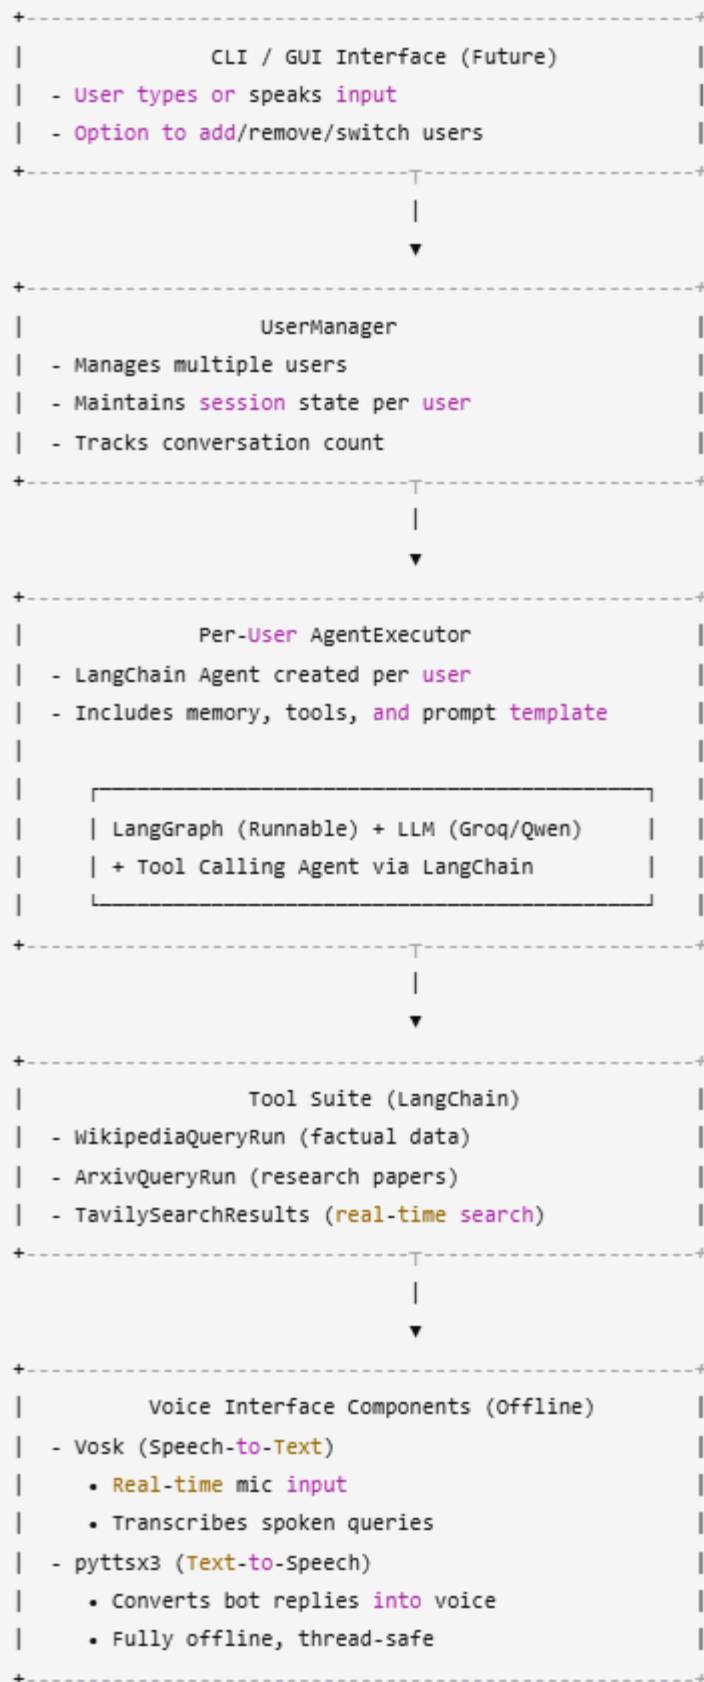 CLI / GUI Interface (Future)
- User types or speaks input
- Option to add/remove/switch users
UserManager
- Manages multiple users
- Maintains session state per user
- Tracks conversation count
Per-User AgentExecutor
- LangChain Agent created per user
- Includes memory, tools, and prompt template
LangGraph (Runnable) + LLM (Groq/Qwen)
+ Tool Calling Agent via LangChain
Tool Suite (LangChain)
- WikipediaQueryRun (factual data)
- ArxivQueryRun (research papers)
- TavilySearchResults (real-time search)
Voice Interface Components (Offline)
- Vosk (Speech-to-Text)
• Real-time mic input
• Transcribes spoken queries
- pyttsx3 (Text-to-Speech)
• Converts bot replies into voice
• Fully offline, thread-safe